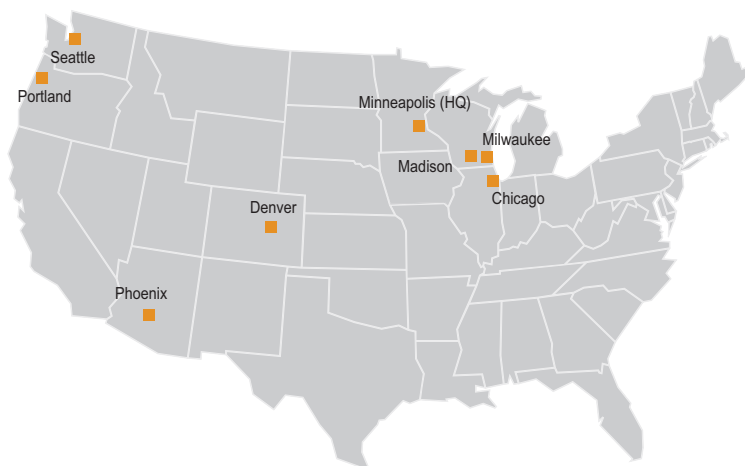 Seattle
Portland
Minneapolis (HQ)
Milwaukee
Madison
Chicago
Denver
Phoenix